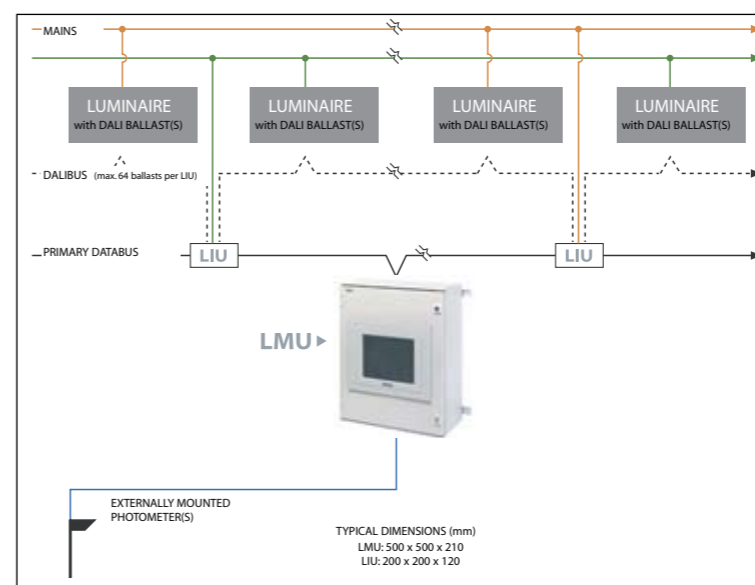 MAINS
LUMINAIRE
with DALI BALLAST(S)
LUMINAIRE
with DALI BALLAST(S)
LUMINAIRE
with DALI BALLAST(S)
LUMINAIRE
with DALI BALLAST(S)
DALIBUS (max. 64 ballasts per LIU)
PRIMARY DATABUS
LIU
LIU
LMU
EXTERNALLY MOUNTED
PHOTOMETER(S)
TYPICAL DIMENSIONS (mm)
LMU: 500 x 500 x 210
LIU: 200 x 200 x 120